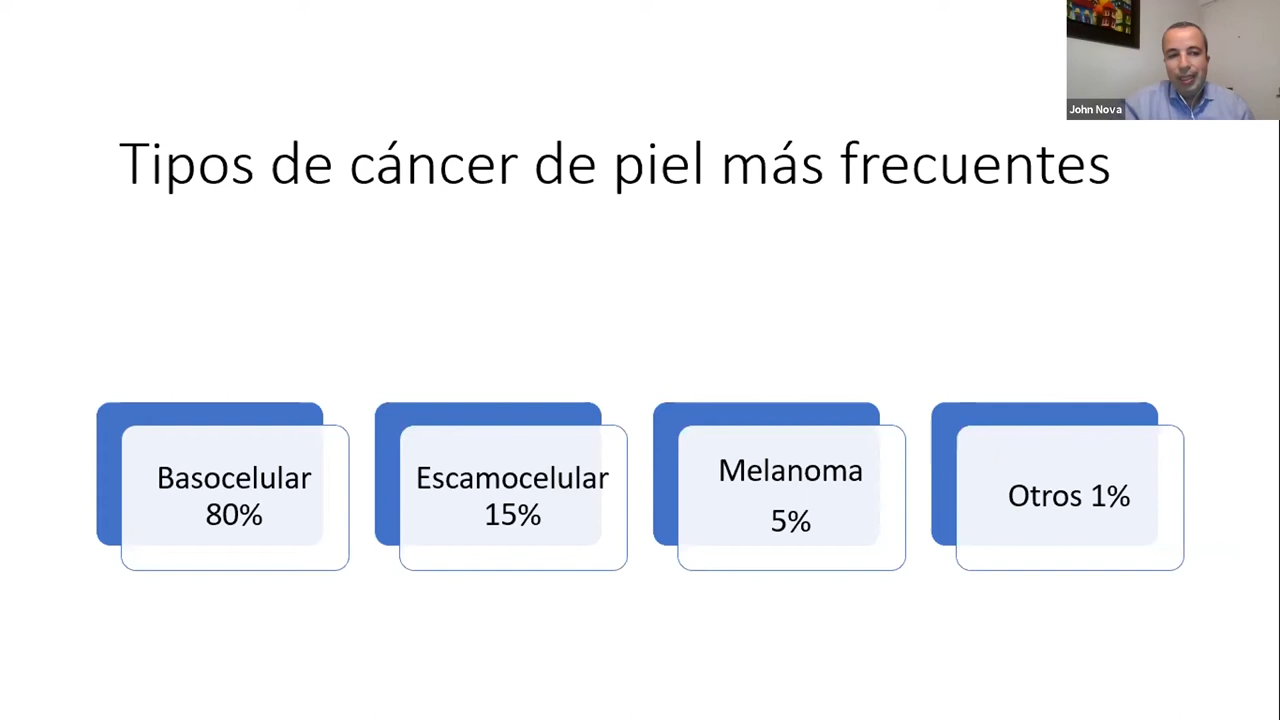 John Nova
Tipos de cáncer de piel más frecuentes
Basocelular
80%
Escamocelular
15%
Melanoma
5%
Otros 1%